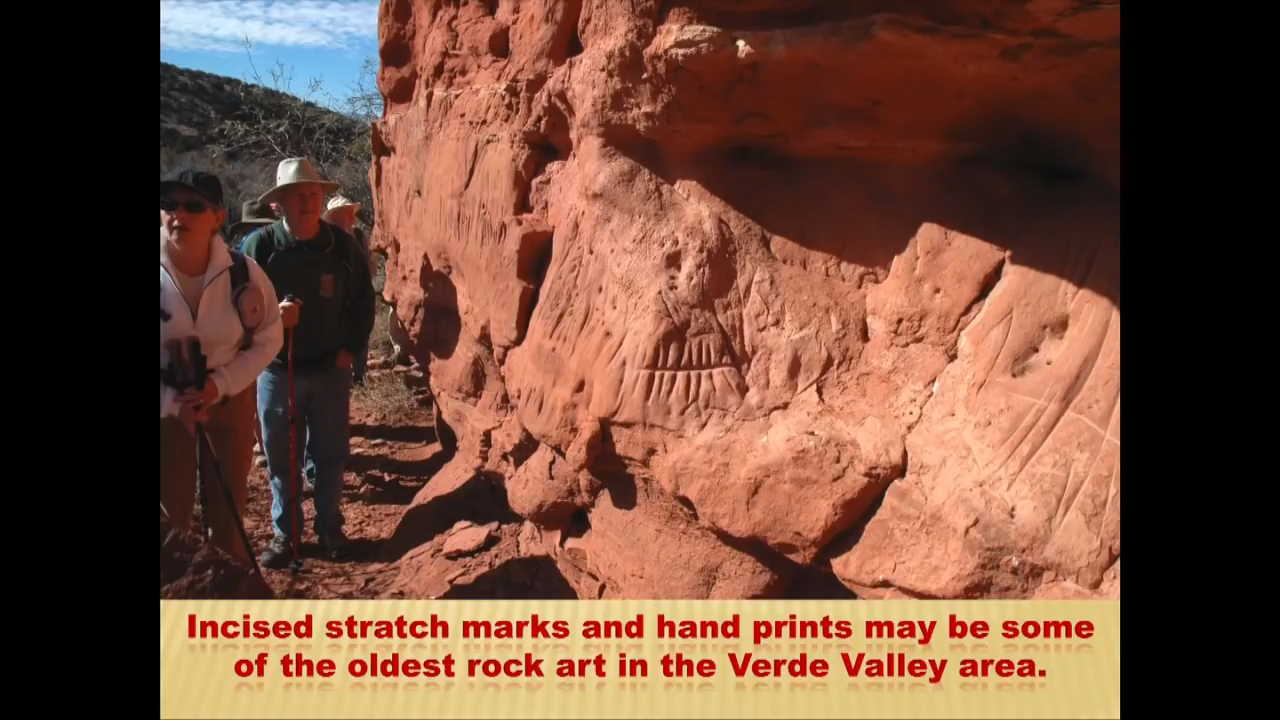 Incised stratch marks and hand prints may be some
of the oldest rock art in the Verde Valley area.